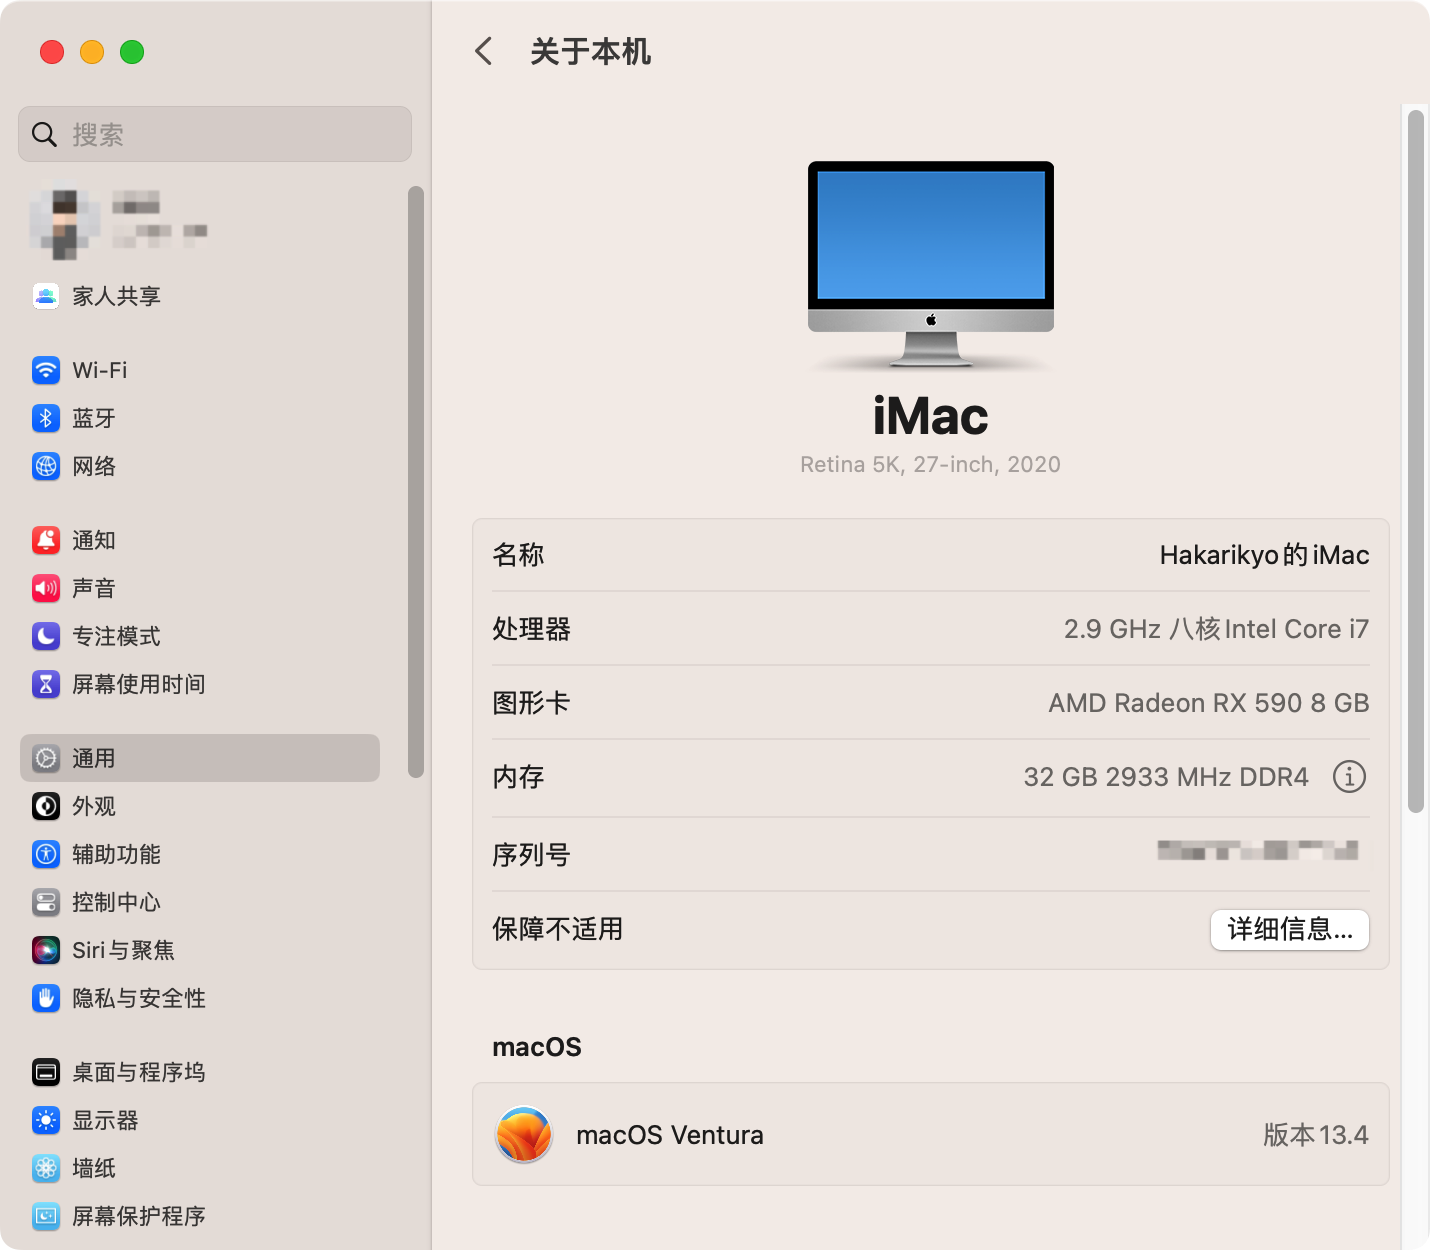 搜索
家人共享
Wi-Fi
蓝牙
网络
通知
声音
专注模式
屏幕使用时间
通用
外观
辅助功能
控制中心
Siri与聚焦
隐私与安全性
桌面与程序坞
显示器
墙纸
屏幕保护程序
关于本机
iMac
Retina 5K, 27-inch, 2020
名称 Hakarikyo的iMac
处理器 2.9 GHz 八核Intel Core i7
图形卡 AMD Radeon RX 590 8 GB
内存 32 GB 2933 MHz DDR4
序列号
保障不适用 详细信息...
macOS
macOS Ventura 版本13.4